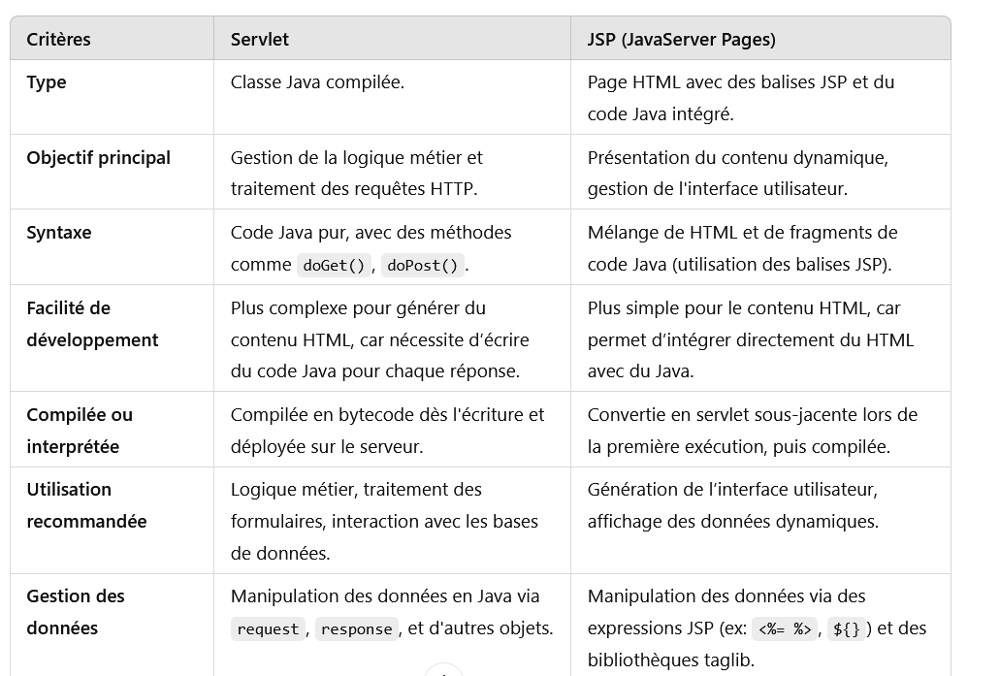 Critères Servlet JSP (JavaServer Pages)
Type Classe Java compilée. Page HTML avec des balises JSP et du
code Java intégré.
Objectif principal Gestion de la logique métier et Présentation du contenu dynamique,
traitement des requêtes HTTP. gestion de l'interface utilisateur.
Syntaxe Code Java pur, avec des méthodes Mélange de HTML et de fragments de
comme doGet(), doPost(). code Java (utilisation des balises JSP).
Facilité de Plus complexe pour générer du Plus simple pour le contenu HTML, car
développement contenu HTML, car nécessite d’écrire permet d’intégrer directement du HTML
du code Java pour chaque réponse. avec du Java.
Compilée ou Compilée en bytecode dès l'écriture et Convertie en servlet sous-jacente lors de
interprétée déployée sur le serveur. la première exécution, puis compilée.
Utilisation Logique métier, traitement des Génération de l’interface utilisateur,
recommandée formulaires, interaction avec les bases affichage des données dynamiques.
de données.
Gestion des Manipulation des données en Java via Manipulation des données via des
données request, response, et d'autres objets. expressions JSP (ex: <%= %>, ${}) et des
bibliothèques taglib.